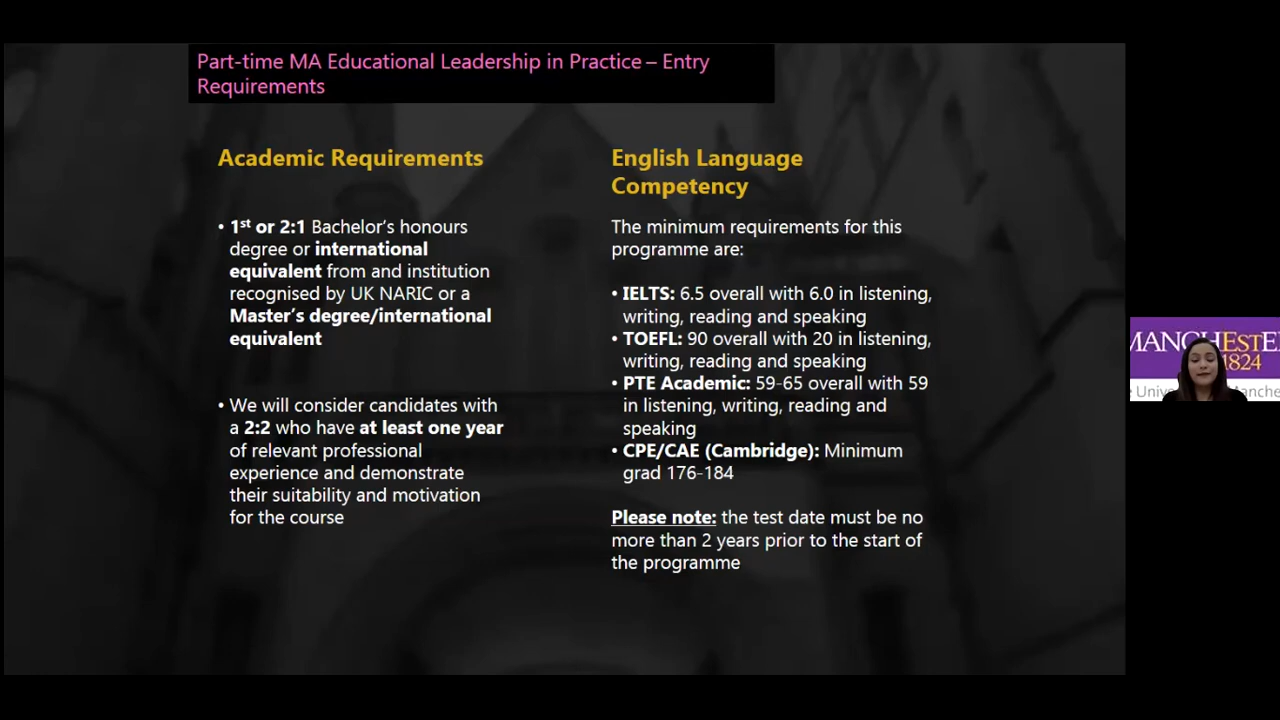 Part-time MA Educational Leadership in Practice – Entry
Requirements
Academic Requirements
• 1st or 2:1 Bachelor's honours
degree or international
equivalent from and institution
recognised by UK NARIC or a
Master's degree/international
equivalent
• We will consider candidates with
a 2:2 who have at least one year
of relevant professional
experience and demonstrate
their suitability and motivation
for the course
English Language
Competency
The minimum requirements for this
programme are:
• IELTS: 6.5 overall with 6.0 in listening,
writing, reading and speaking
• TOEFL: 90 overall with 20 in listening,
writing, reading and speaking
• PTE Academic: 59-65 overall with 59
in listening, writing, reading and
speaking
• CPE/CAE (Cambridge): Minimum
grad 176-184
Please note: the test date must be no
more than 2 years prior to the start of
the programme
MANCHESTE
1824